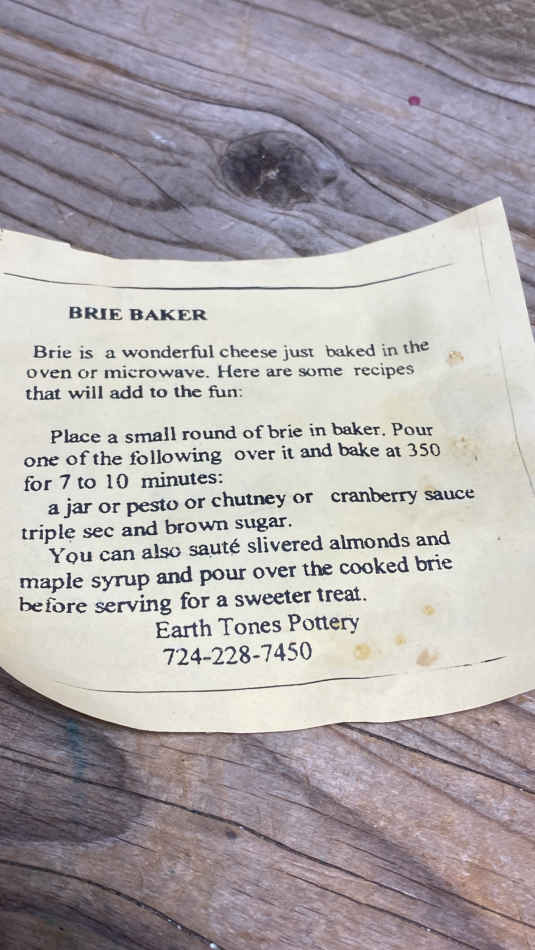 BRIE BAKER
Brie is a wonderful cheese just baked in the
oven or microwave. Here are some recipes
that will add to the fun:
Place a small round of brie in baker. Pour
one of the following over it and bake at 350
for 7 to 10 minutes:
a jar or pesto or chutney or cranberry sauce
triple sec and brown sugar.
You can also sauté slivered almonds and
maple syrup and pour over the cooked brie
before serving for a sweeter treat.
Earth Tones Pottery
724-228-7450